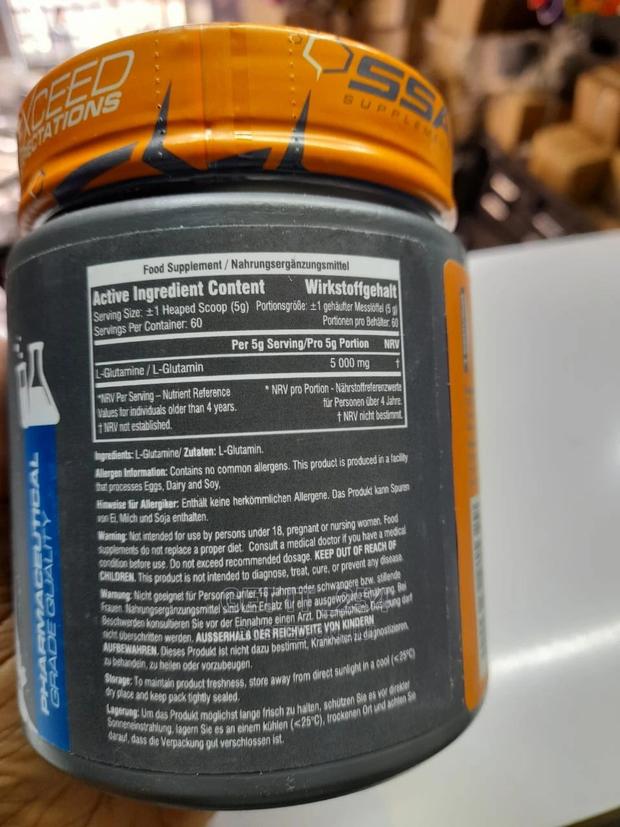 XCEED
ECTATIONS
SSA
SUPPLEME
Food Supplement / Nahrungsergänzungsmittel
Active Ingredient Content Wirkstoffgehalt
Serving Size: ±1 Heaped Scoop (5g) Portionsgröße: ±1 gehäufter Messlöffel (5 g)
Servings Per Container: 60 Portionen pro Behälter: 60
Per 5g Serving/Pro 5g Portion NRV
L-Glutamine / L-Glutamin 5 000 mg †
*NRV Per Serving – Nutrient Reference * NRV pro Portion - Nährstoffreferenzwerte
Values for individuals older than 4 years. für Personen über 4 Jahre.
† NRV not established. † NRV nicht bestimmt.
Ingredients: L-Glutamine/ Zutaten: L-Glutamin.
Allergen Information: Contains no common allergens. This product is produced in a facility
that processes Eggs, Dairy and Soy.
Hinweise für Allergiker: Enthält keine herkömmlichen Allergene. Das Produkt kann Spuren
von Ei, Milch und Soja enthalten.
Warning: Not intended for use by persons under 18, pregnant or nursing women. Food
supplements do not replace a proper diet. Consult a medical doctor if you have a medical
condition before use. Do not exceed recommended dosage. KEEP OUT OF REACH OF
CHILDREN. This product is not intended to diagnose, treat, cure, or prevent any disease.
Warnung: Nicht geeignet für Personen unter 18 Jahren oder schwangere bzw. stillende
Frauen. Nahrungsergänzungsmittel sind kein Ersatz für eine ausgewogene Ernährung. Bei
Beschwerden konsultieren Sie vor der Einnahme einen Arzt. Die empfohlene Dosierung darf
nicht überschritten werden. AUSSERHALB DER REICHWEITE VON KINDERN
AUFBEWAHREN. Dieses Produkt ist nicht dazu bestimmt, Krankheiten zu diagnostizieren,
zu behandeln, zu heilen oder vorzubeugen.
Storage: To maintain product freshness, store away from direct sunlight in a cool (≤25°C)
dry place and keep pack tightly sealed.
Lagerung: Um das Produkt möglichst lange frisch zu halten, schützen Sie es vor direkter
Sonneneinstrahlung, lagern Sie es an einem kühlen (≤25°C), trockenen Ort und achten Sie
darauf, dass die Verpackung gut verschlossen ist.
PHARMACEUTICAL
GRADE QUALITY